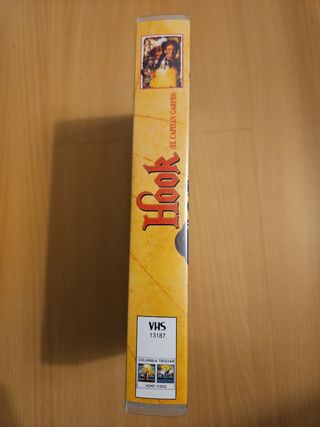 Hook
(EL CAPITAN GARFIO)
VHS
13187
COLUMBIA TRISTAR
HOME VIDEO